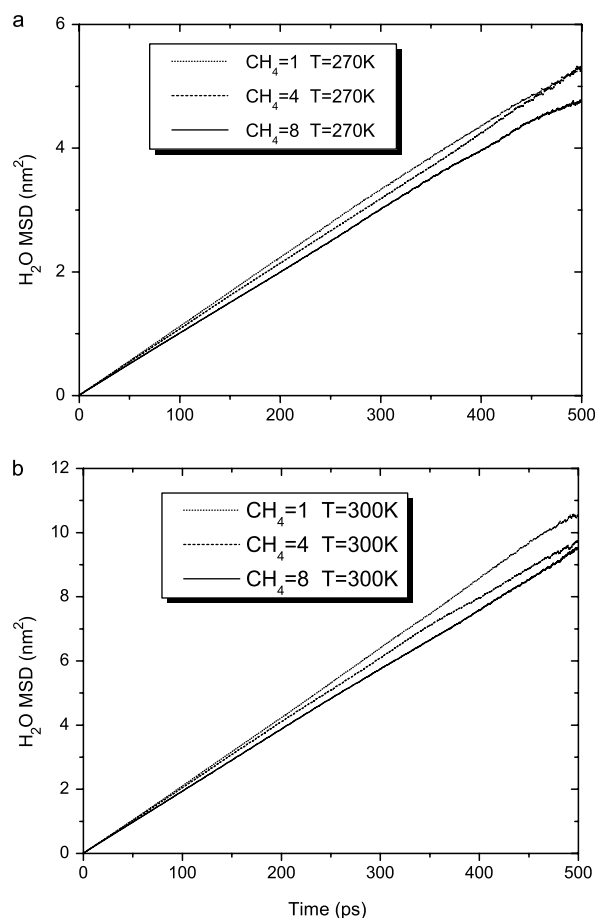 a
6
4
2
0
H₂O MSD (nm²)
CH₄=1 T=270K
CH₄=4 T=270K
CH₄=8 T=270K
0 100 200 300 400 500
b
12
10
8
6
4
2
0
H₂O MSD (nm²)
CH₄=1 T=300K
CH₄=4 T=300K
CH₄=8 T=300K
0 100 200 300 400 500
Time (ps)